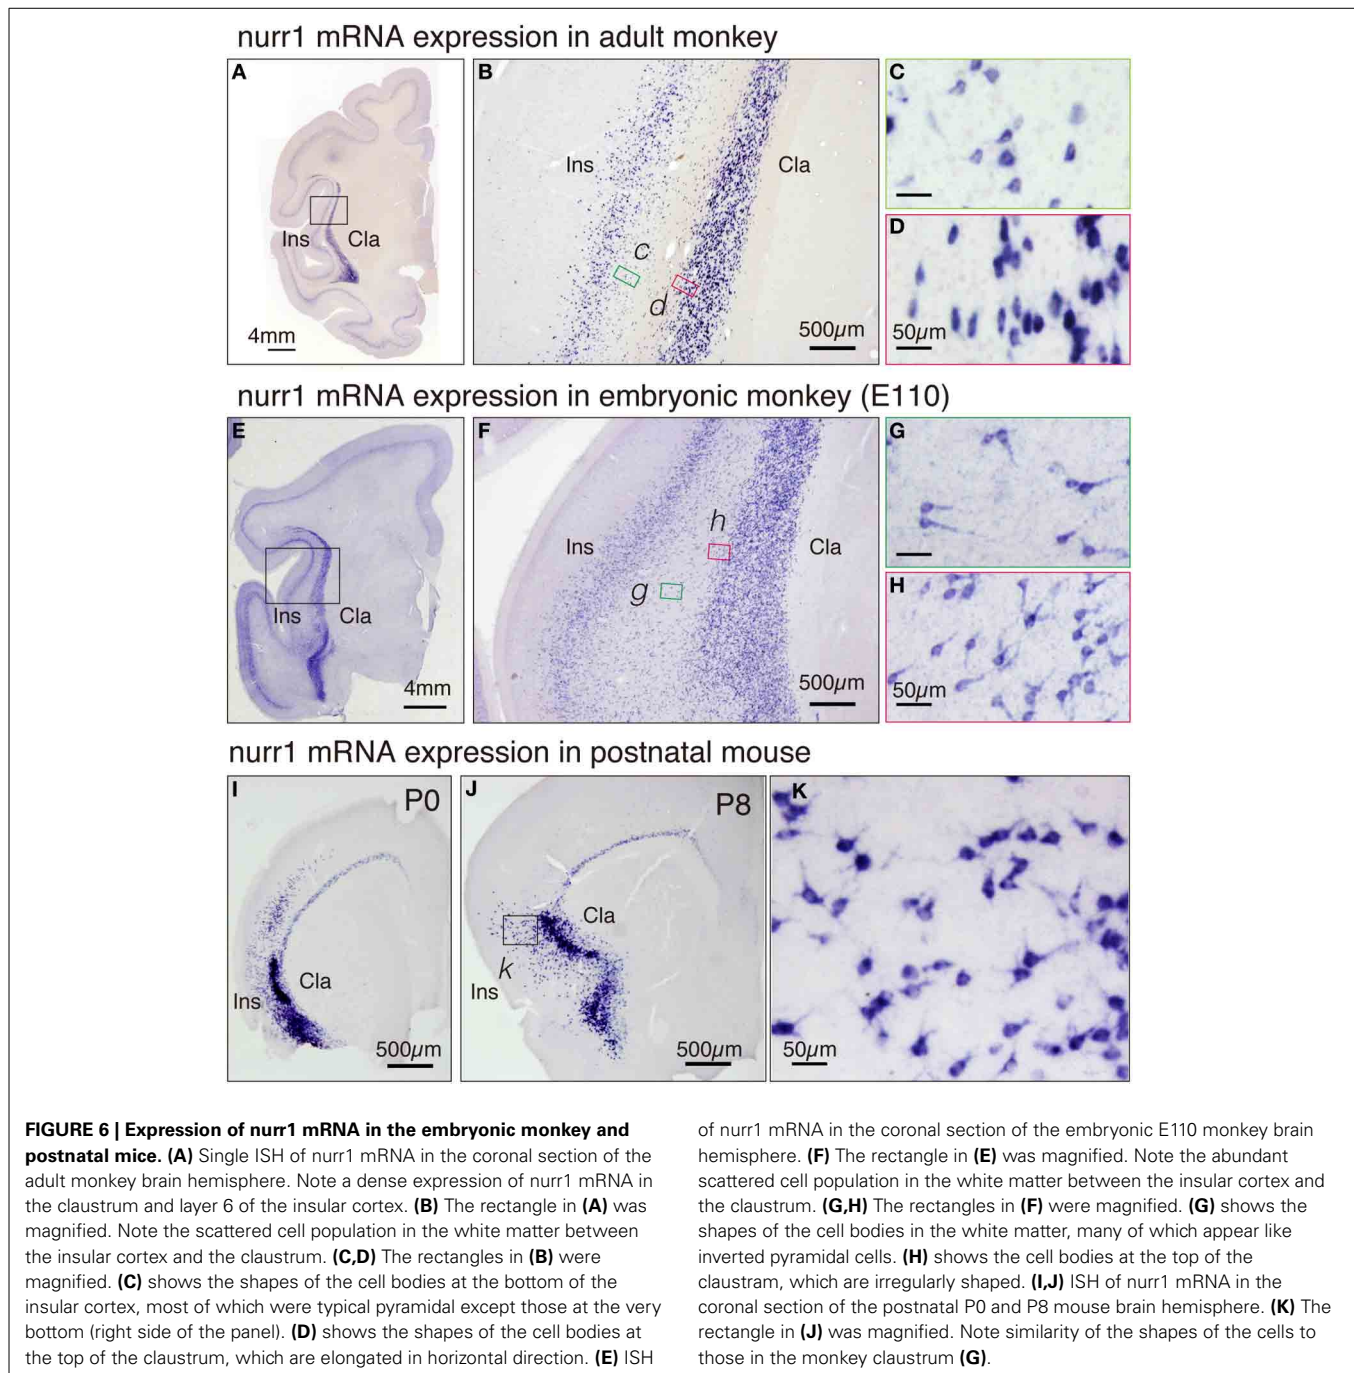 nurr1 mRNA expression in adult monkey
A
Ins Cla
4mm
B
Ins
Cla
c
d
500µm
C
D
50µm
nurr1 mRNA expression in embryonic monkey (E110)
E
Ins Cla
4mm
F
Ins
Cla
h
g
500µm
G
H
50µm
nurr1 mRNA expression in postnatal mouse
I
P0
Cla
Ins
500µm
J
P8
Cla
k
Ins
500µm
K
50µm
FIGURE 6 | Expression of nurr1 mRNA in the embryonic monkey and
postnatal mice. (A) Single ISH of nurr1 mRNA in the coronal section of the
adult monkey brain hemisphere. Note a dense expression of nurr1 mRNA in
the claustrum and layer 6 of the insular cortex. (B) The rectangle in (A) was
magnified. Note the scattered cell population in the white matter between
the insular cortex and the claustrum. (C,D) The rectangles in (B) were
magnified. (C) shows the shapes of the cell bodies at the bottom of the
insular cortex, most of which were typical pyramidal except those at the very
bottom (right side of the panel). (D) shows the shapes of the cell bodies at
the top of the claustrum, which are elongated in horizontal direction. (E) ISH
of nurr1 mRNA in the coronal section of the embryonic E110 monkey brain
hemisphere. (F) The rectangle in (E) was magnified. Note the abundant
scattered cell population in the white matter between the insular cortex and
the claustrum. (G,H) The rectangles in (F) were magnified. (G) shows the
shapes of the cell bodies in the white matter, many of which appear like
inverted pyramidal cells. (H) shows the cell bodies at the top of the
claustram, which are irregularly shaped. (I,J) ISH of nurr1 mRNA in the
coronal section of the postnatal P0 and P8 mouse brain hemisphere. (K) The
rectangle in (J) was magnified. Note similarity of the shapes of the cells to
those in the monkey claustrum (G).